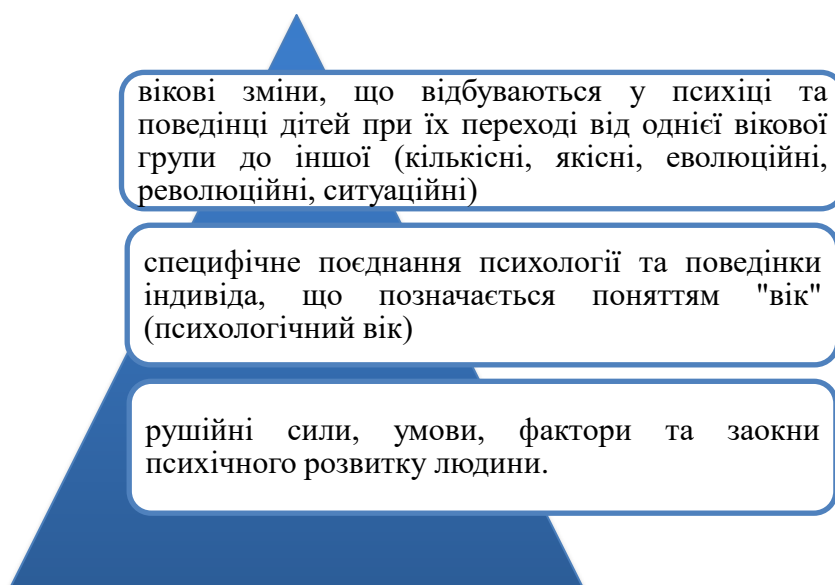 вікові зміни, що відбуваються у психіці та
поведінці дітей при їх переході від однієї вікової
групи до іншої (кількісні, якісні, еволюційні,
революційні, ситуаційні)
специфічне поєднання психології та поведінки
індивіда, що позначається поняттям "вік"
(психологічний вік)
рушійні сили, умови, фактори та заокни
психічного розвитку людини.